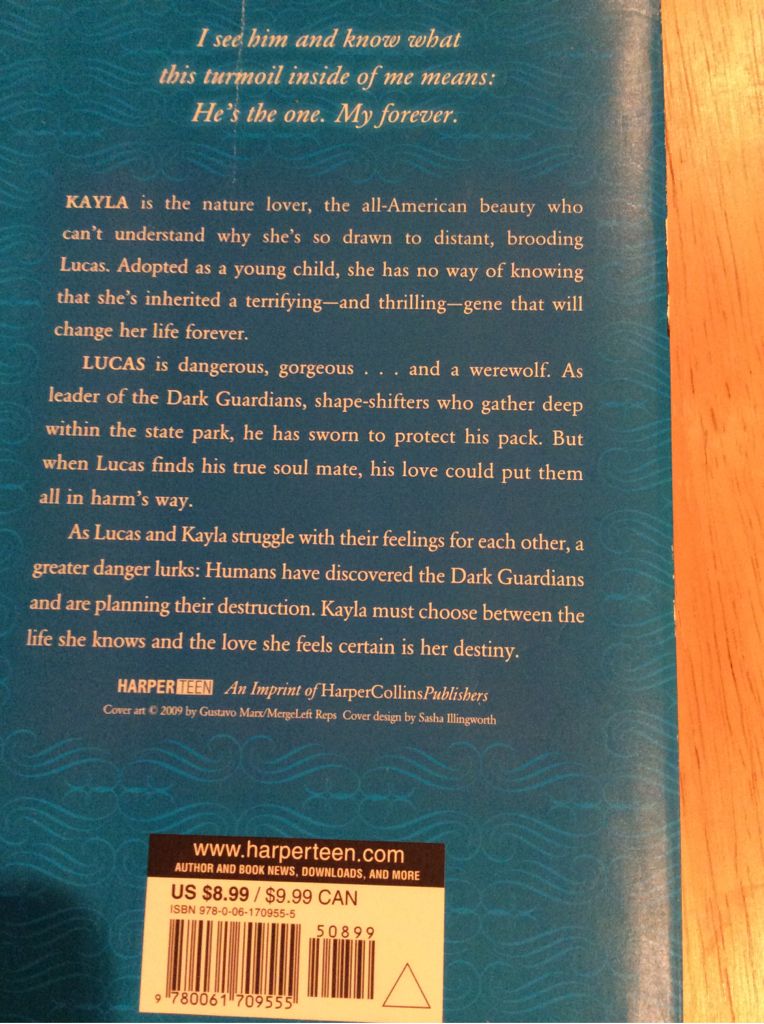 I see him and know what
this turmoil inside of me means:
He's the one. My forever.
KAYLA is the nature lover, the all-American beauty who
can't understand why she's so drawn to distant, brooding
Lucas. Adopted as a young child, she has no way of knowing
that she's inherited a terrifying—and thrilling—gene that will
change her life forever.
LUCAS is dangerous, gorgeous . . . and a werewolf. As
leader of the Dark Guardians, shape-shifters who gather deep
within the state park, he has sworn to protect his pack. But
when Lucas finds his true soul mate, his love could put them
all in harm's way.
As Lucas and Kayla struggle with their feelings for each other, a
greater danger lurks: Humans have discovered the Dark Guardians
and are planning their destruction. Kayla must choose between the
life she knows and the love she feels certain is her destiny.
HARPER TEEN An Imprint of HarperCollinsPublishers
Cover art © 2009 by Gustavo Marx/MergeLeft Reps Cover design by Sasha Illingworth
www.harperteen.com
AUTHOR AND BOOK NEWS, DOWNLOADS, AND MORE
US $8.99 / $9.99 CAN
ISBN 978-0-06-170955-5
50899
9 780061 709555